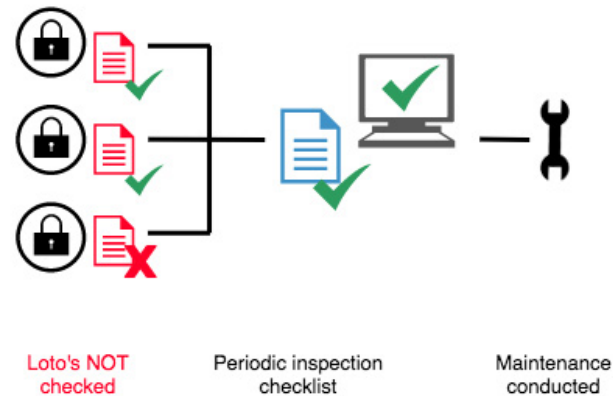 Loto's NOT
checked
Periodic inspection
checklist
Maintenance
conducted